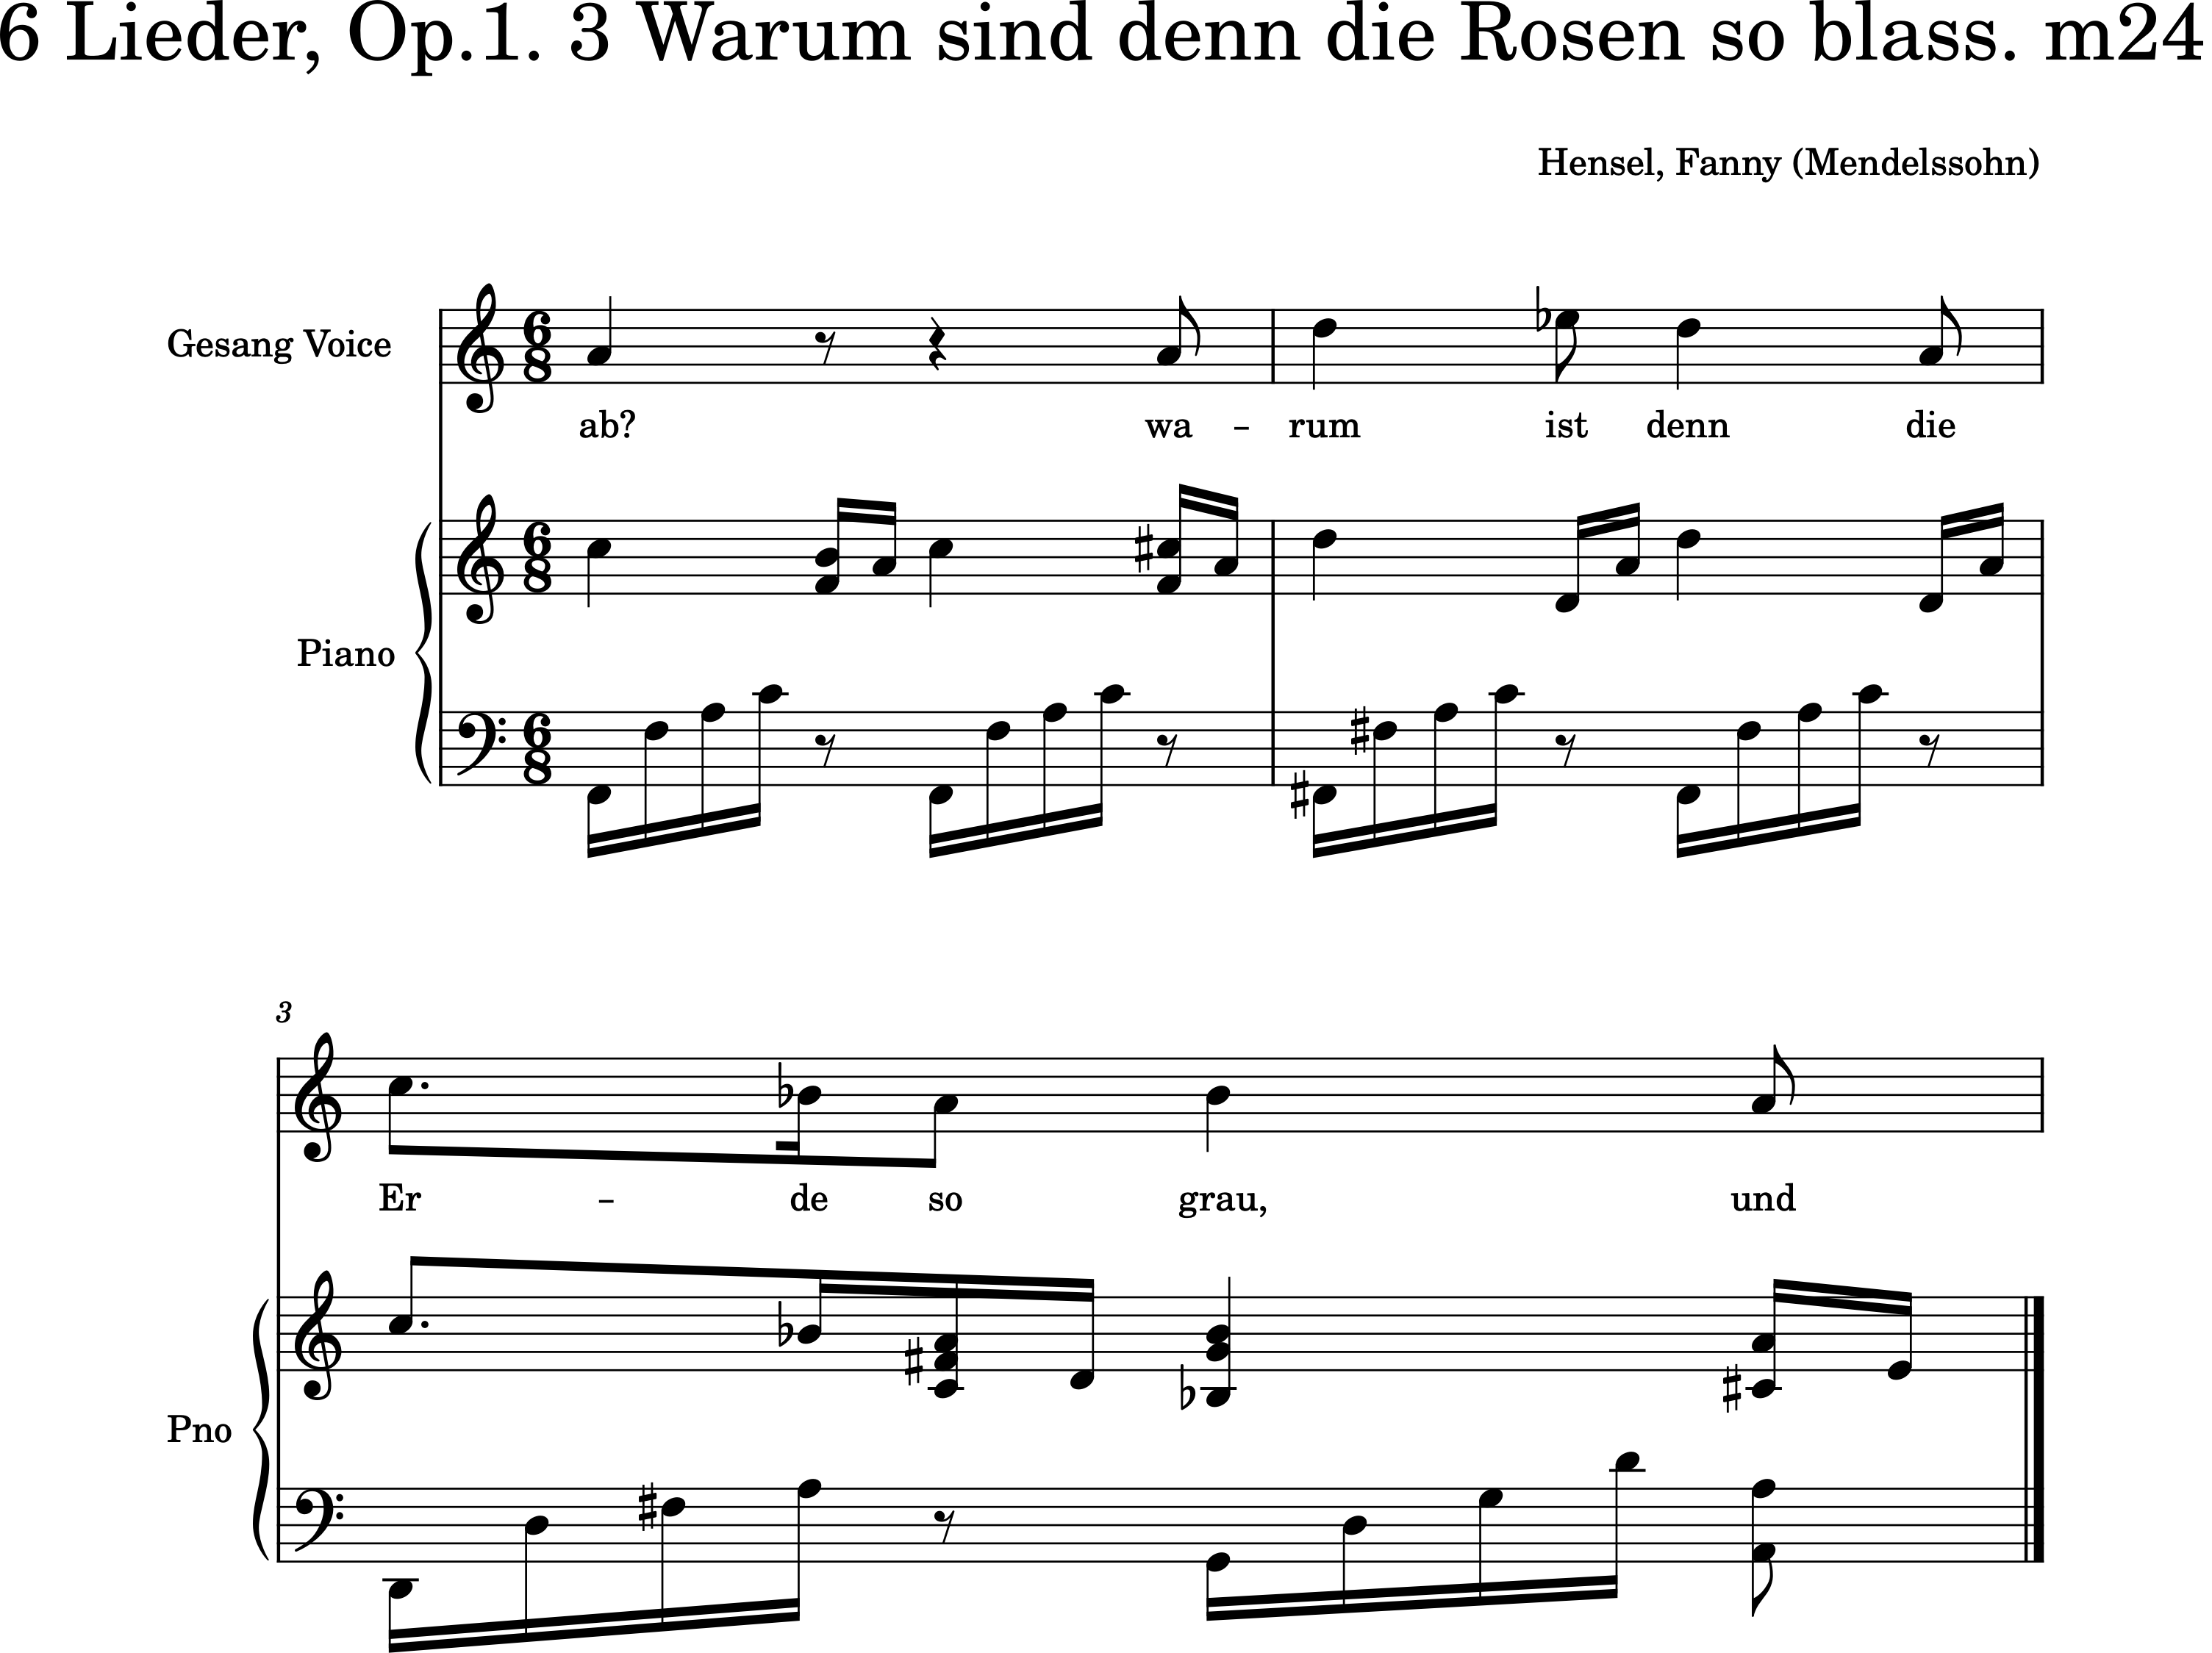 6 Lieder, Op.1. 3 Warum sind denn die Rosen so blass. m24
Hensel, Fanny (Mendelssohn)
Gesang Voice
ab? wa - rum ist denn die
Piano
3
Er - de so grau, und
Pno